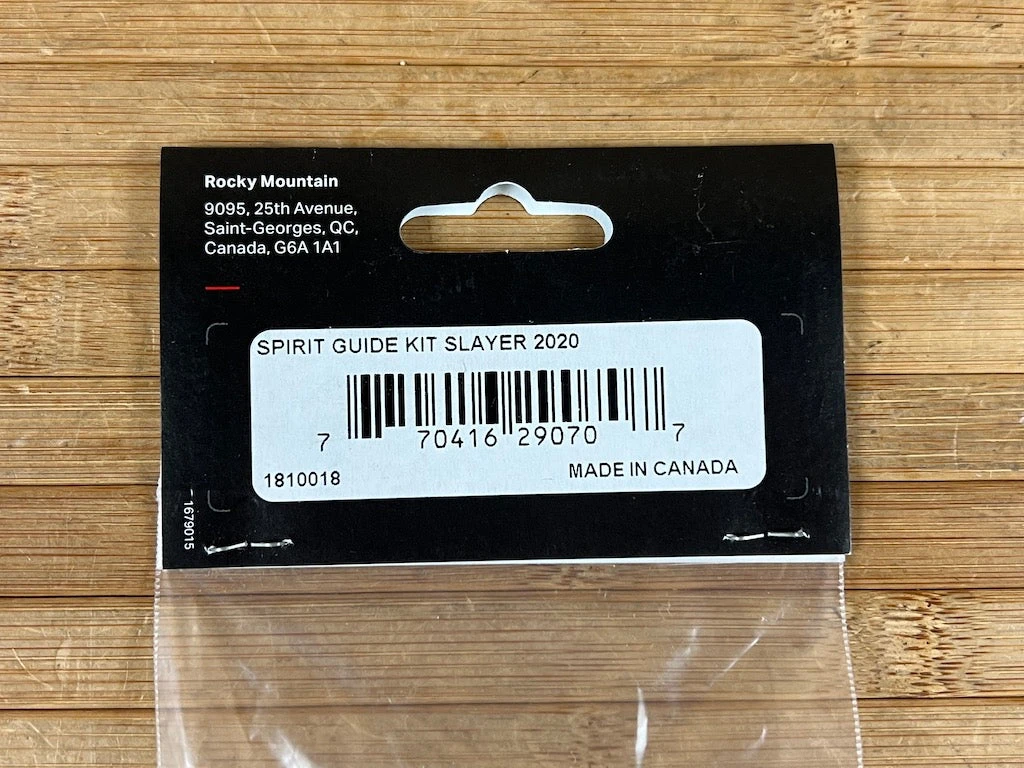 Rocky Mountain
9095, 25th Avenue,
Saint-Georges, QC,
Canada, G6A 1A1
SPIRIT GUIDE KIT SLAYER 2020
7 70416 29070 7
1810018
MADE IN CANADA
1679015